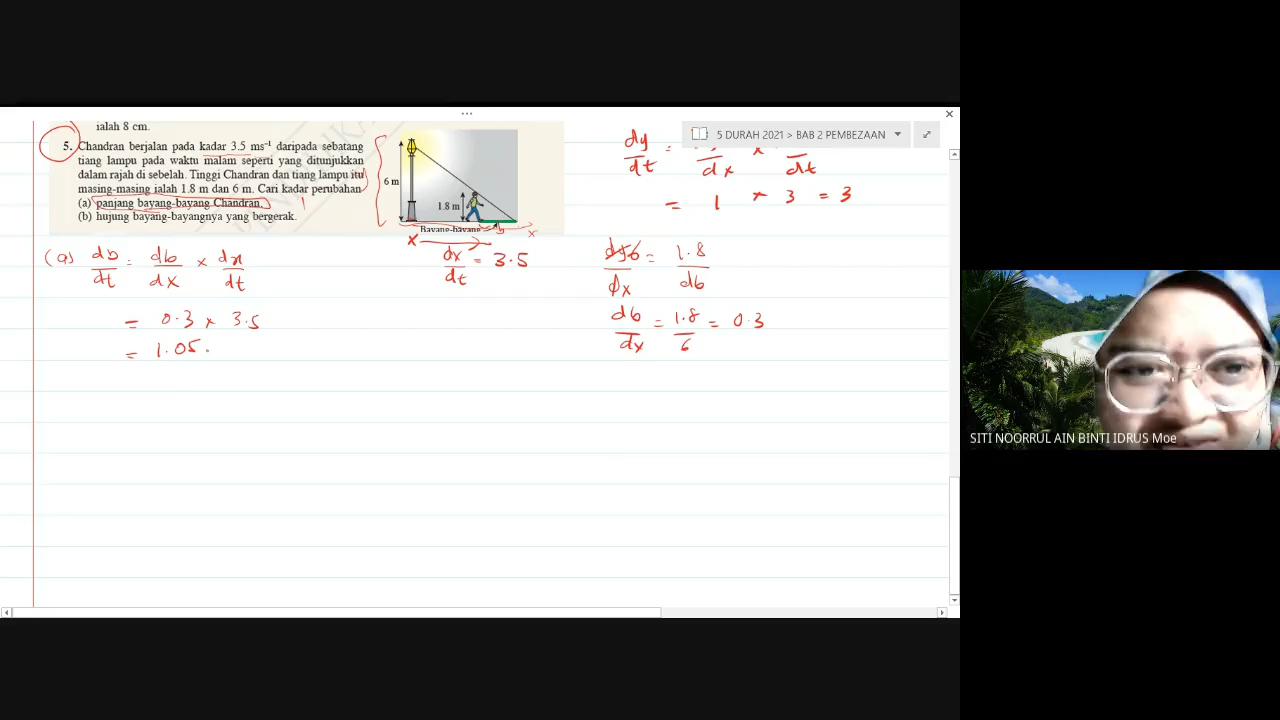 ialah 8 cm.
5 DURAH 2021 > BAB 2 PEMBEZAAN
5. Chandran berjalan pada kadar 3.5 ms⁻¹ daripada sebatang
tiang lampu pada waktu malam seperti yang ditunjukkan
dalam rajah di sebelah. Tinggi Chandran dan tiang lampu itu
masing-masing ialah 1.8 m dan 6 m. Cari kadar perubahan
(a) panjang bayang-bayang Chandran.
(b) hujung bayang-bayangnya yang bergerak.
6 m
1.8 m
Bayang-bayang
b
x
x
dy/dt = /dx × /dt
= 1 × 3 = 3
(a) db/dt = db/dx × dx/dt
= 0.3 × 3.5
= 1.05.
dx/dt = 3.5
6/x = 1.8/db
db/dx = 1.8/6 = 0.3
SITI NOORRUL AIN BINTI IDRUS Moe